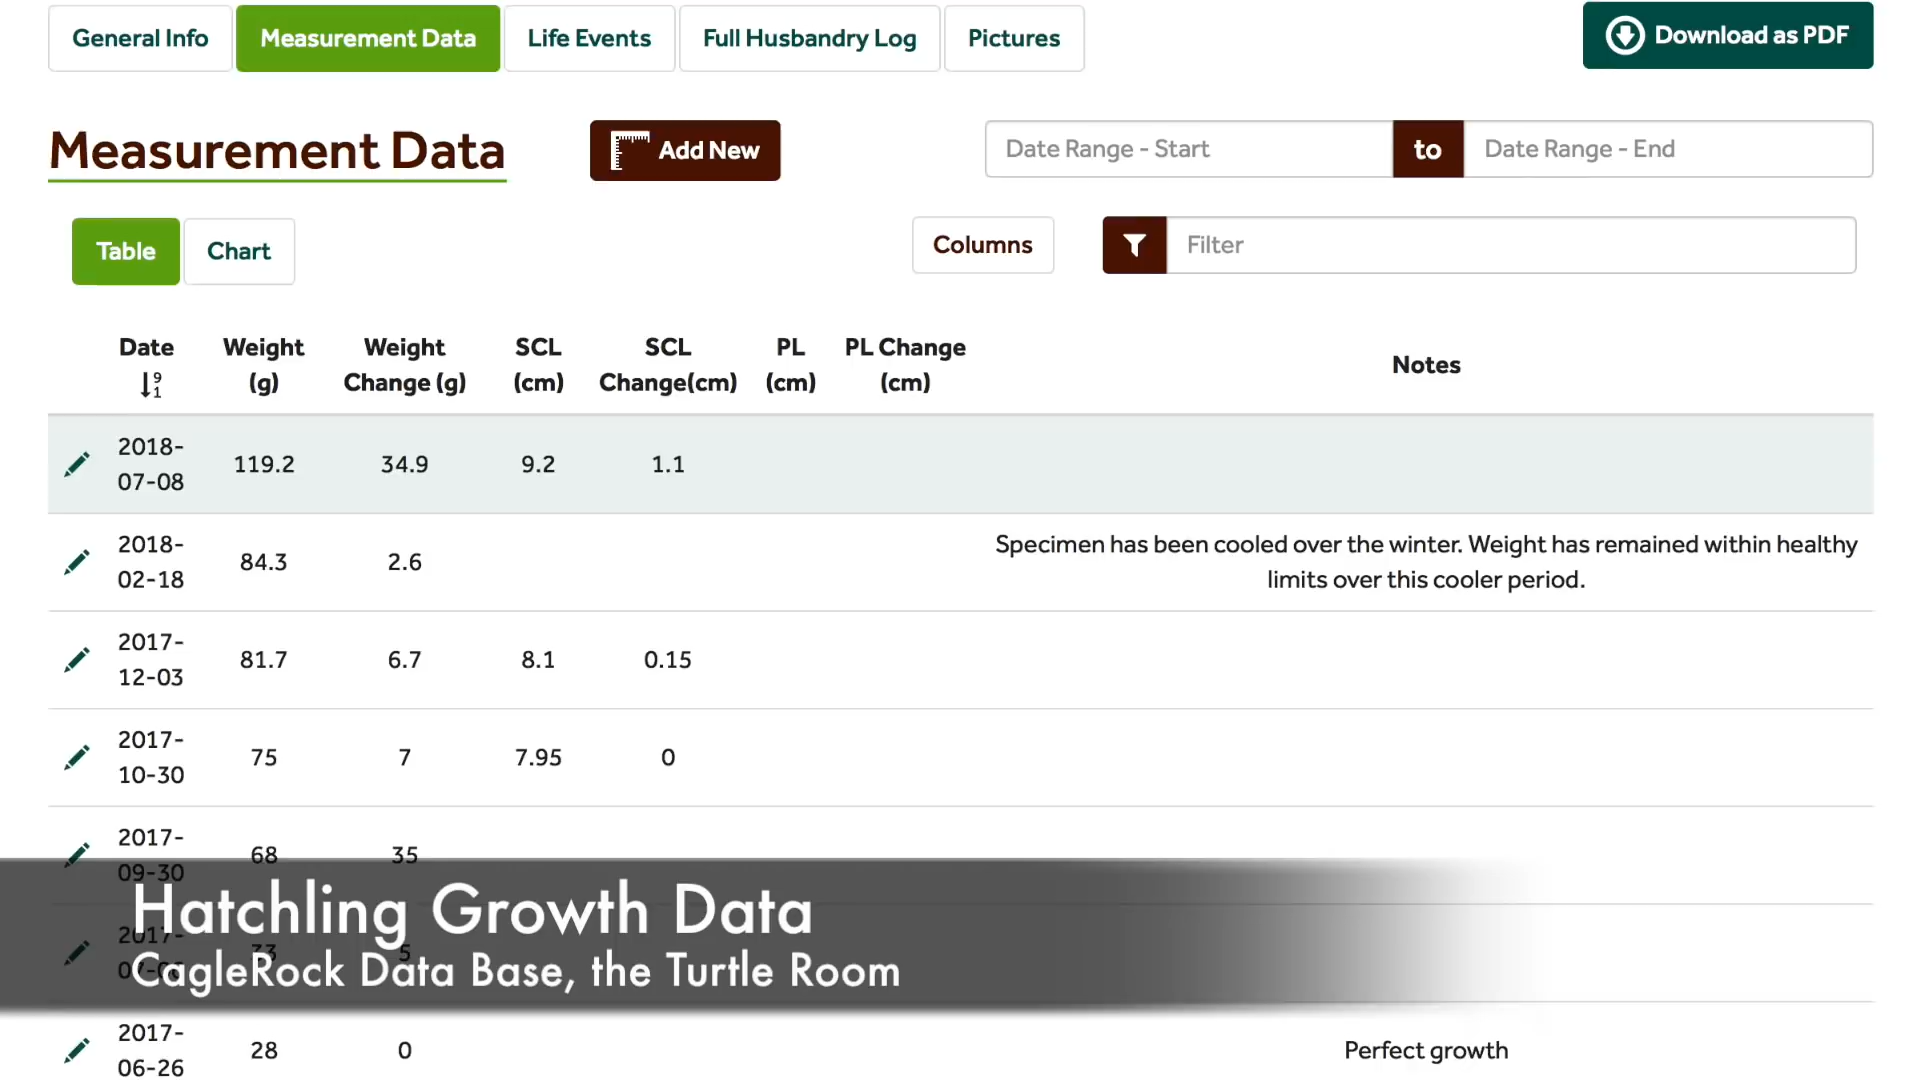 General Info Measurement Data Life Events Full Husbandry Log Pictures Download as PDF
Measurement Data Add New Date Range - Start to Date Range - End
Table Chart Columns Filter
Date Weight (g) Weight Change (g) SCL (cm) SCL Change(cm) PL (cm) PL Change (cm) Notes
2018-07-08 119.2 34.9 9.2 1.1
2018-02-18 84.3 2.6 Specimen has been cooled over the winter. Weight has remained within healthy
limits over this cooler period.
2017-12-03 81.7 6.7 8.1 0.15
2017-10-30 75 7 7.95 0
2017-09-30 68 35
Hatchling Growth Data
2017- 33 5
CagleRock Data Base, the Turtle Room
2017-06-26 28 0 Perfect growth